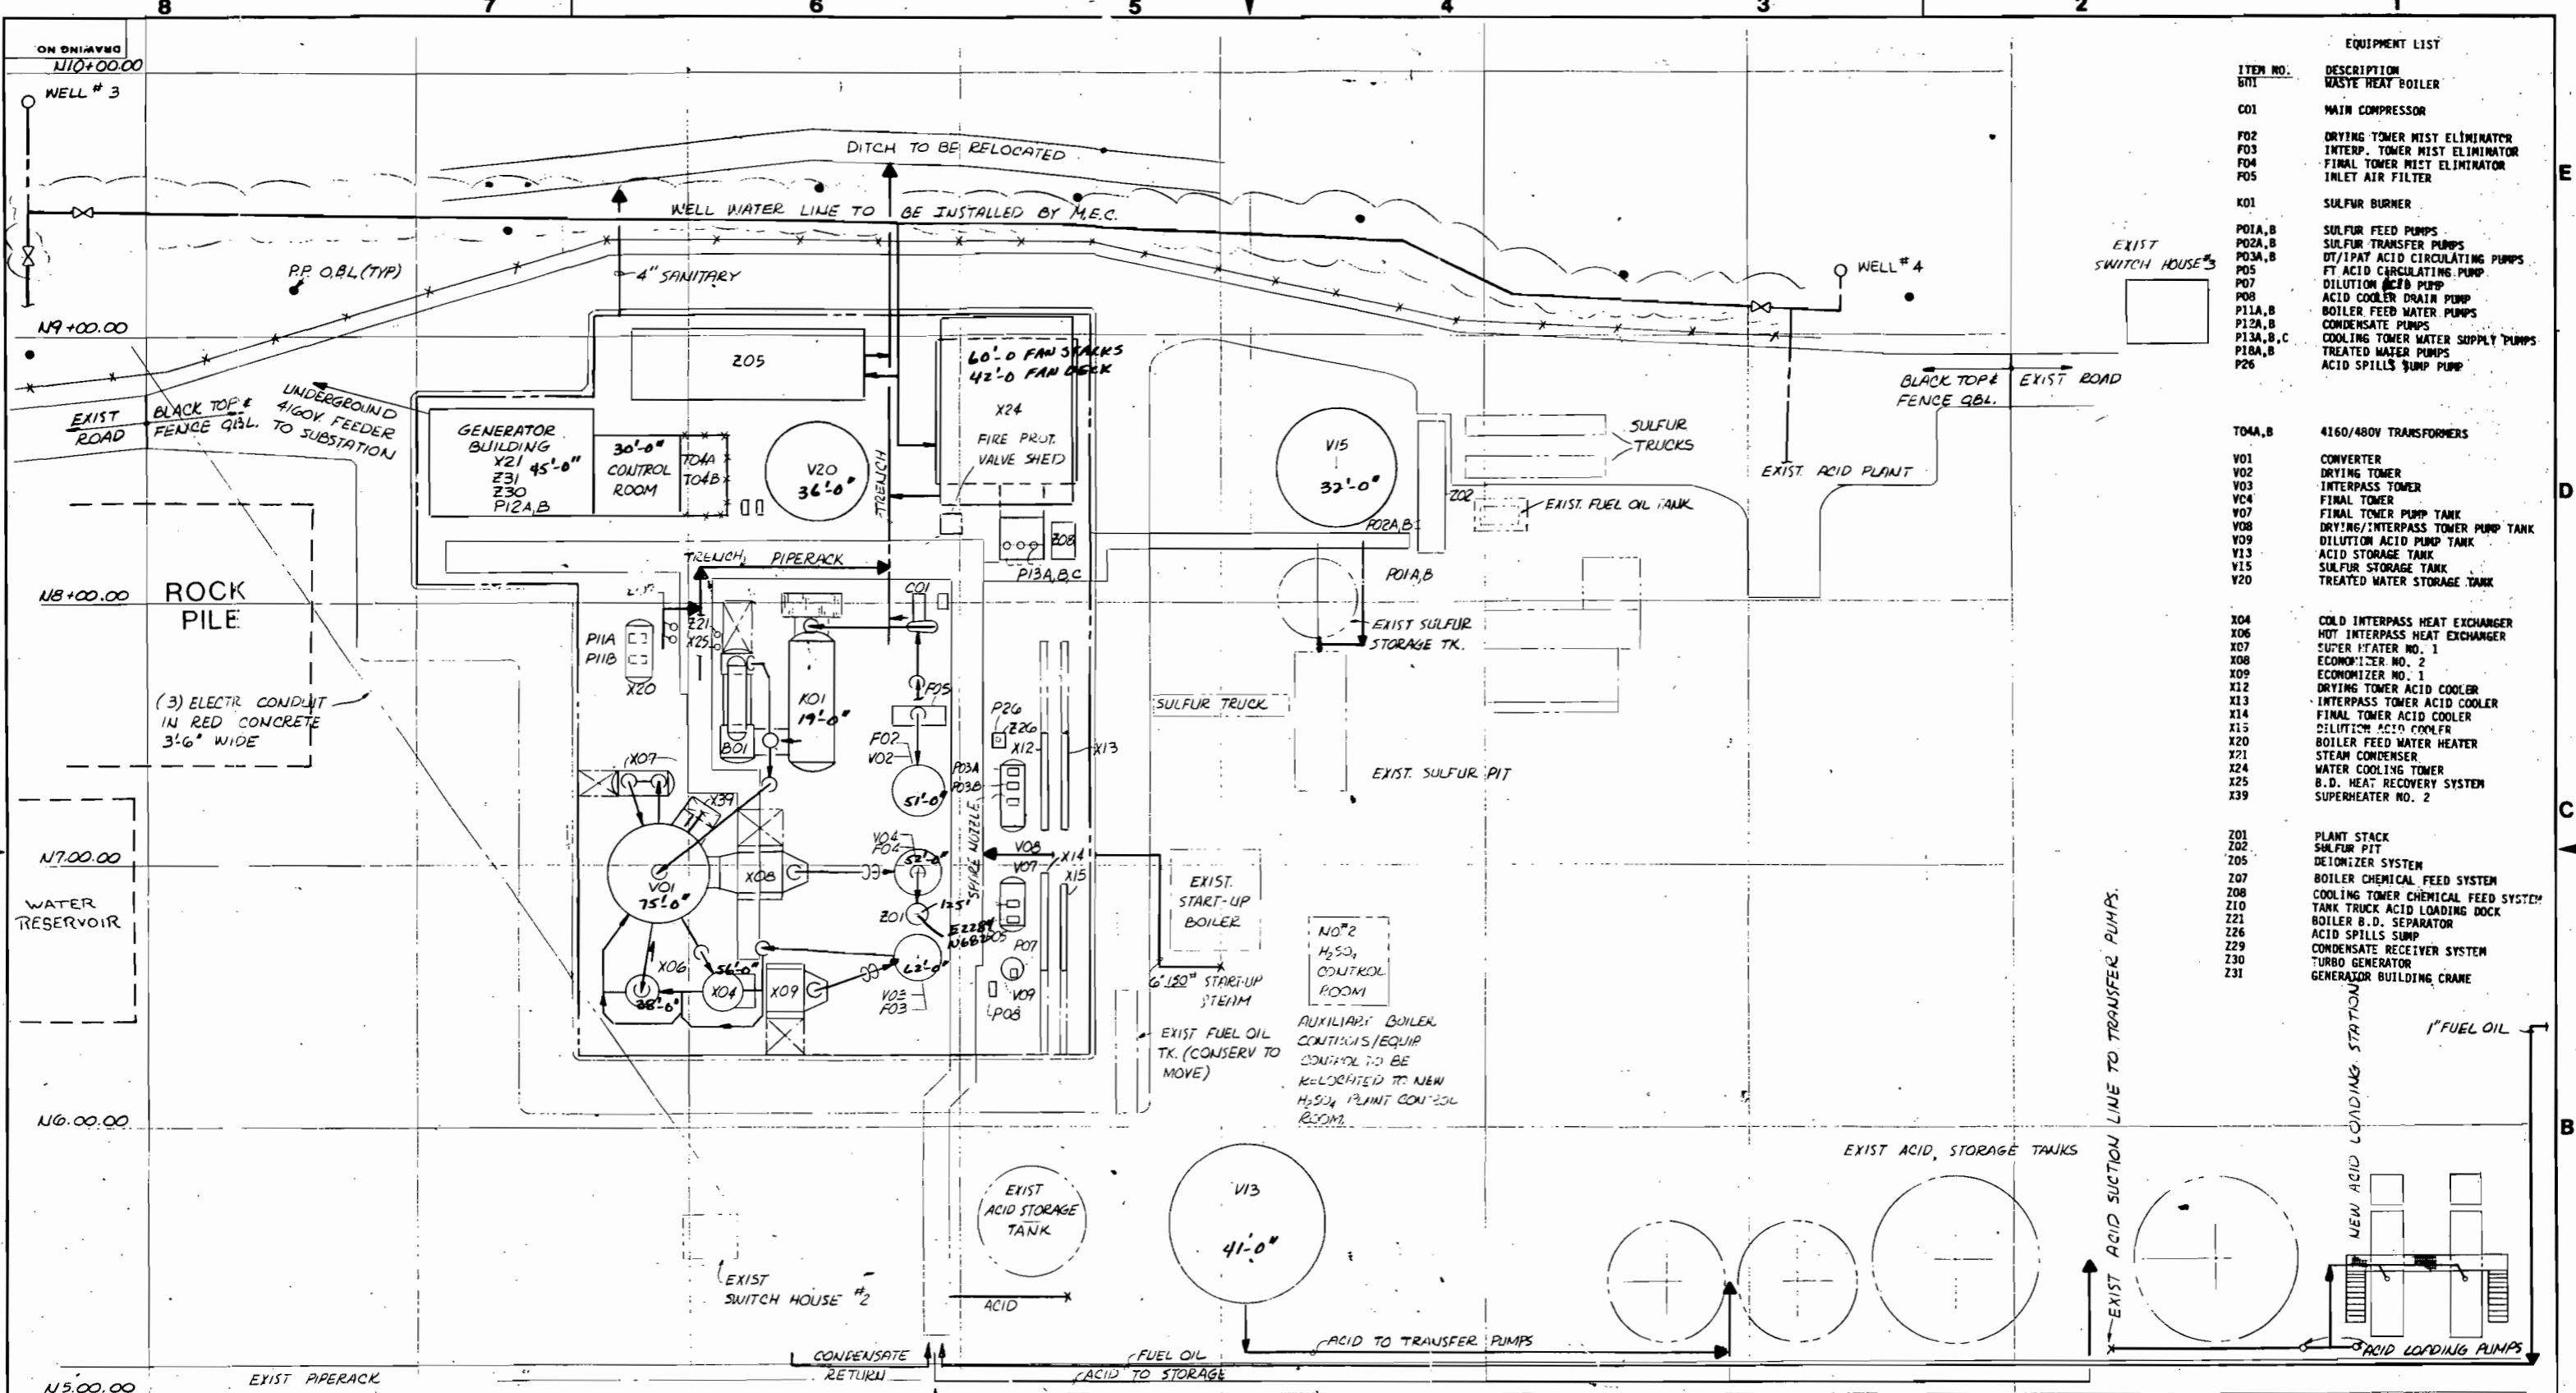 8 7 6 5 4 3 2 1
DRAWING NO.
N10+00.00
WELL # 3
DITCH TO BE RELOCATED
WELL WATER LINE TO BE INSTALLED BY M.E.C.
P.P. O.B.L (TYP)
4" SANITARY
WELL # 4
EXIST
SWITCH HOUSE #3
N9+00.00
EXIST
ROAD
BLACK TOP &
FENCE OBL.
UNDERGROUND
4160V. FEEDER
TO SUBSTATION
Z05
60'-0 FAN STACKS
42'-0 FAN DECK
X24
FIRE PROT.
VALVE SHED
GENERATOR
BUILDING
X21 45'-0"
Z31
Z30
P12A,B
30'-0"
CONTROL
ROOM
T04A
T04B
V20
36'-0"
TRENCH
V15
32'-0"
P02A,B
Z02
SULFUR
TRUCKS
EXIST. FUEL OIL TANK
EXIST. ACID PLANT
BLACK TOP &
FENCE OBL.
EXIST ROAD
TRENCH, PIPERACK
Z08
P13A,B,C
P01A,B
N8+00.00
ROCK
PILE
P11A
P11B
X20
Z21
X25
C01
K01
19'-0"
B01
F05
EXIST SULFUR
STORAGE TK.
SULFUR TRUCK
EXIST. SULFUR PIT
(3) ELECTR CONDUIT
IN RED CONCRETE
3'-6" WIDE
P26
Z26
X12
X13
F02
V02
51'-0"
P03A
P03B
X07
X39
SPIRE NOZZLE
N7.00.00
WATER
RESERVOIR
V01
75'-0"
X08
V04
F04
52'-0"
V08
V07
X14
X15
Z01
125'
P07
X06
38'-0"
56'-0"
X04
X09
62'-0"
V03
F03
V09
P08
EXIST.
START-UP
BOILER
6" 150# START-UP
STEAM
NO #2
H2SO4
CONTROL
ROOM
AUXILIARY BOILER
CONTROLS/EQUIP
CONTROL TO BE
RELOCATED TO NEW
H2SO4 PLANT CONTROL
ROOM.
EXIST FUEL OIL
TK. (CONSERV TO
MOVE)
N6.00.00
EXIST
ACID STORAGE
TANK
V13
41'-0"
EXIST ACID, STORAGE TANKS
EXIST
SWITCH HOUSE #2
ACID
ACID TO TRANSFER PUMPS
CONDENSATE
RETURN
FUEL OIL
ACID TO STORAGE
EXIST PIPERACK
N5.00.00
EXIST ACID SUCTION LINE TO TRANSFER PUMPS.
NEW ACID LOADING STATION
1" FUEL OIL
ACID LOADING PUMPS
E
D
C
B
EQUIPMENT LIST
ITEM NO. DESCRIPTION
B01 WASTE HEAT BOILER
C01 MAIN COMPRESSOR
F02 DRYING TOWER MIST ELIMINATOR
F03 INTERP. TOWER MIST ELIMINATOR
F04 FINAL TOWER MIST ELIMINATOR
F05 INLET AIR FILTER
K01 SULFUR BURNER
P01A,B SULFUR FEED PUMPS
P02A,B SULFUR TRANSFER PUMPS
P03A,B DT/IPAT ACID CIRCULATING PUMPS
P05 FT ACID CIRCULATING PUMP
P07 DILUTION ACID PUMP
P08 ACID COOLER DRAIN PUMP
P11A,B BOILER FEED WATER PUMPS
P12A,B CONDENSATE PUMPS
P13A,B,C COOLING TOWER WATER SUPPLY PUMPS
P18A,B TREATED WATER PUMPS
P26 ACID SPILLS SUMP PUMP
T04A,B 4160/480V TRANSFORMERS
V01 CONVERTER
V02 DRYING TOWER
V03 INTERPASS TOWER
VC4 FINAL TOWER
V07 FINAL TOWER PUMP TANK
V08 DRYING/INTERPASS TOWER PUMP TANK
V09 DILUTION ACID PUMP TANK
V13 ACID STORAGE TANK
V15 SULFUR STORAGE TANK
V20 TREATED WATER STORAGE TANK
X04 COLD INTERPASS HEAT EXCHANGER
X06 HOT INTERPASS HEAT EXCHANGER
X07 SUPER HEATER NO. 1
X08 ECONOMIZER NO. 2
X09 ECONOMIZER NO. 1
X12 DRYING TOWER ACID COOLER
X13 INTERPASS TOWER ACID COOLER
X14 FINAL TOWER ACID COOLER
X15 DILUTION ACID COOLER
X20 BOILER FEED WATER HEATER
X21 STEAM CONDENSER
X24 WATER COOLING TOWER
X25 B.D. HEAT RECOVERY SYSTEM
X39 SUPERHEATER NO. 2
Z01 PLANT STACK
Z02 SULFUR PIT
Z05 DEIONIZER SYSTEM
Z07 BOILER CHEMICAL FEED SYSTEM
Z08 COOLING TOWER CHEMICAL FEED SYSTEM
Z10 TANK TRUCK ACID LOADING DOCK
Z21 BOILER B.D. SEPARATOR
Z26 ACID SPILLS SUMP
Z29 CONDENSATE RECEIVER SYSTEM
Z30 TURBO GENERATOR
Z31 GENERATOR BUILDING CRANE